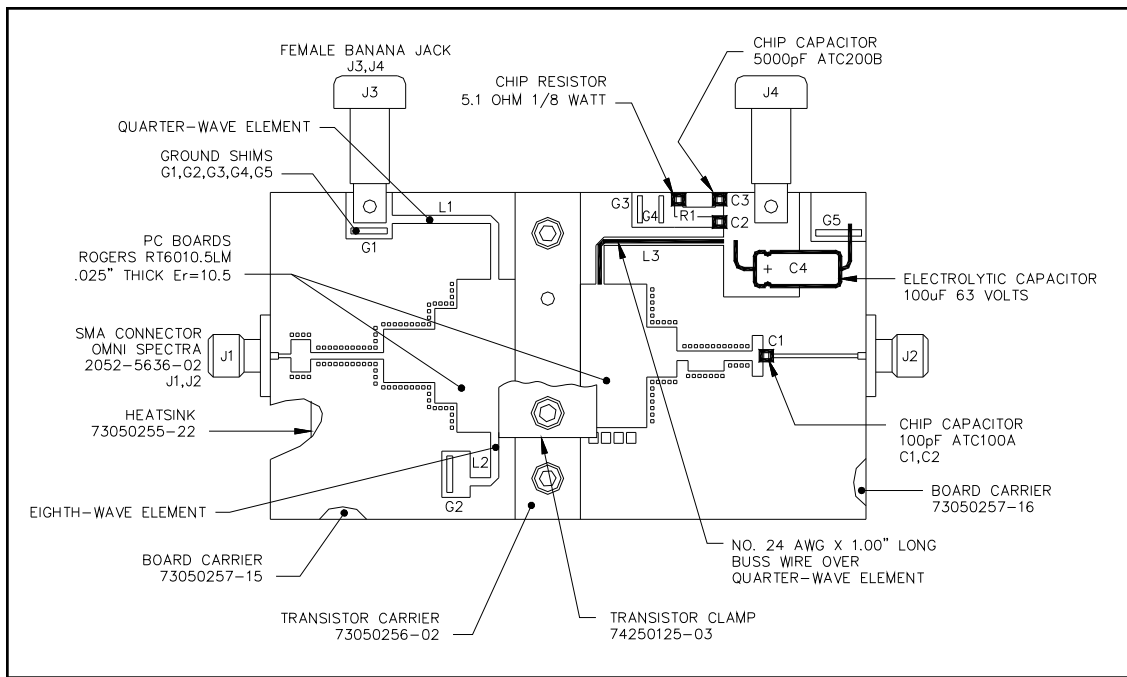 FEMALE BANANA JACK
J3,J4
J3
QUARTER-WAVE ELEMENT
GROUND SHIMS
G1,G2,G3,G4,G5
CHIP RESISTOR
5.1 OHM 1/8 WATT
CHIP CAPACITOR
5000pF ATC200B
J4
L1
G1
G3
G4
R1
C3
C2
G5
PC BOARDS
ROGERS RT6010.5LM
.025" THICK Er=10.5
L3
+
C4
ELECTROLYTIC CAPACITOR
100uF 63 VOLTS
SMA CONNECTOR
OMNI SPECTRA
2052-5636-02
J1,J2
J1
C1
J2
HEATSINK
73050255-22
CHIP CAPACITOR
100pF ATC100A
C1,C2
L2
G2
EIGHTH-WAVE ELEMENT
BOARD CARRIER
73050257-16
BOARD CARRIER
73050257-15
NO. 24 AWG X 1.00" LONG
BUSS WIRE OVER
QUARTER-WAVE ELEMENT
TRANSISTOR CARRIER
73050256-02
TRANSISTOR CLAMP
74250125-03